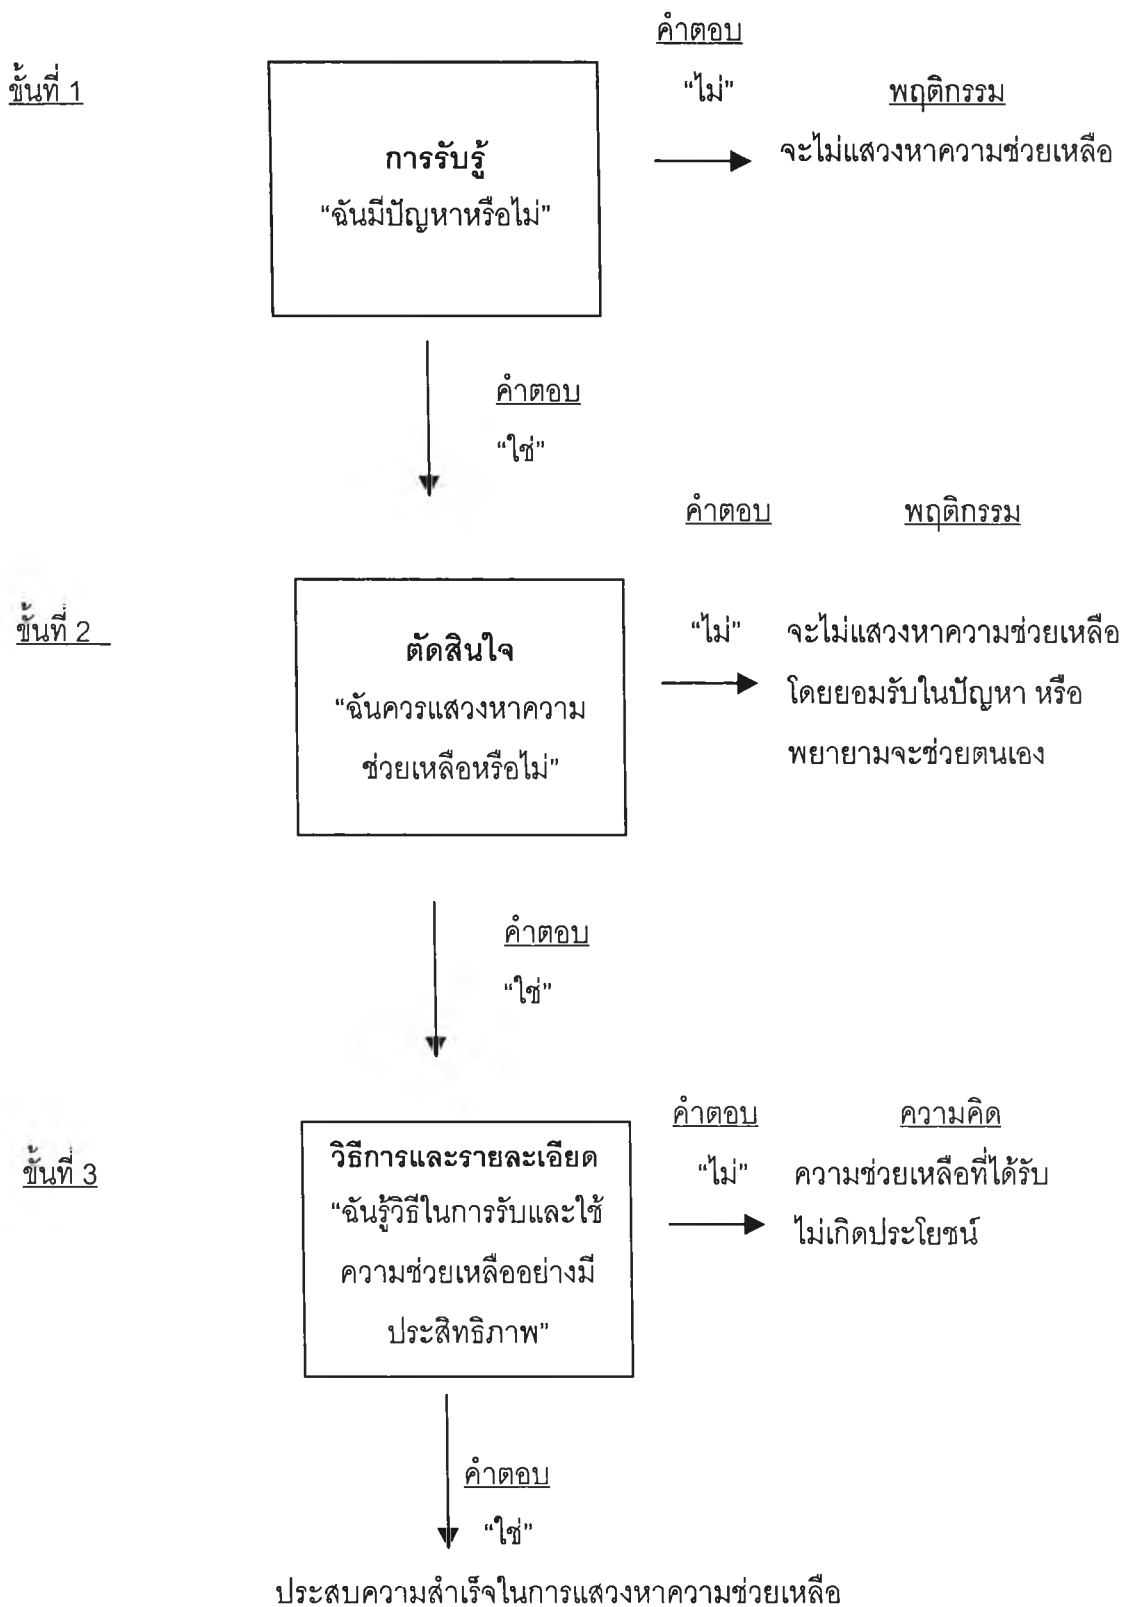 คำตอบ
ขั้นที่ 1
“ไม่”
พฤติกรรม
การรับรู้
จะไม่แสวงหาความช่วยเหลือ
“ฉันมีปัญหาหรือไม่”
คำตอบ
“ใช่”
คำตอบ
พฤติกรรม
ขั้นที่ 2
ตัดสินใจ
“ฉันควรแสวงหาความ
ช่วยเหลือหรือไม่”
“ไม่”
จะไม่แสวงหาความช่วยเหลือ
โดยยอมรับในปัญหา หรือ
พยายามจะช่วยตนเอง
คำตอบ
“ใช่”
คำตอบ
ความคิด
ขั้นที่ 3
วิธีการและรายละเอียด
“ฉันรู้วิธีในการรับและใช้
ความช่วยเหลืออย่างมี
ประสิทธิภาพ”
“ไม่”
ความช่วยเหลือที่ได้รับ
ไม่เกิดประโยชน์
คำตอบ
“ใช่”
ประสบความสำเร็จในการแสวงหาความช่วยเหลือ